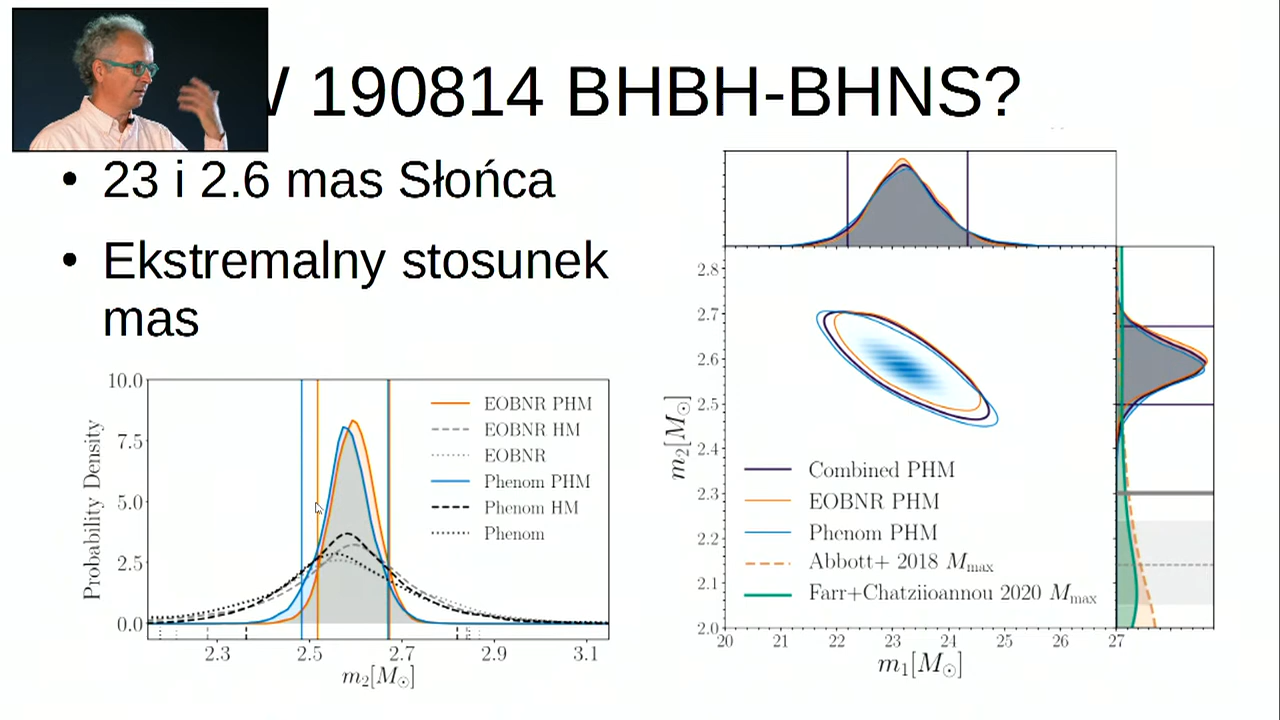 190814 BHBH-BHNS?
• 23 i 2.6 mas Słońca
• Ekstremalny stosunek
mas
10.0
7.5
5.0
2.5
0.0
Probability Density
EOBNR PHM
EOBNR HM
EOBNR
Phenom PHM
Phenom HM
Phenom
2.3 2.5 2.7 2.9 3.1
m₂[M☉]
2.8
2.7
2.6
2.5
2.4
2.3
2.2
2.1
2.0
m₂[M☉]
Combined PHM
EOBNR PHM
Phenom PHM
Abbott+ 2018 Mmax
Farr+Chatziioannou 2020 Mmax
20 21 22 23 24 25 26 27
m₁[M☉]